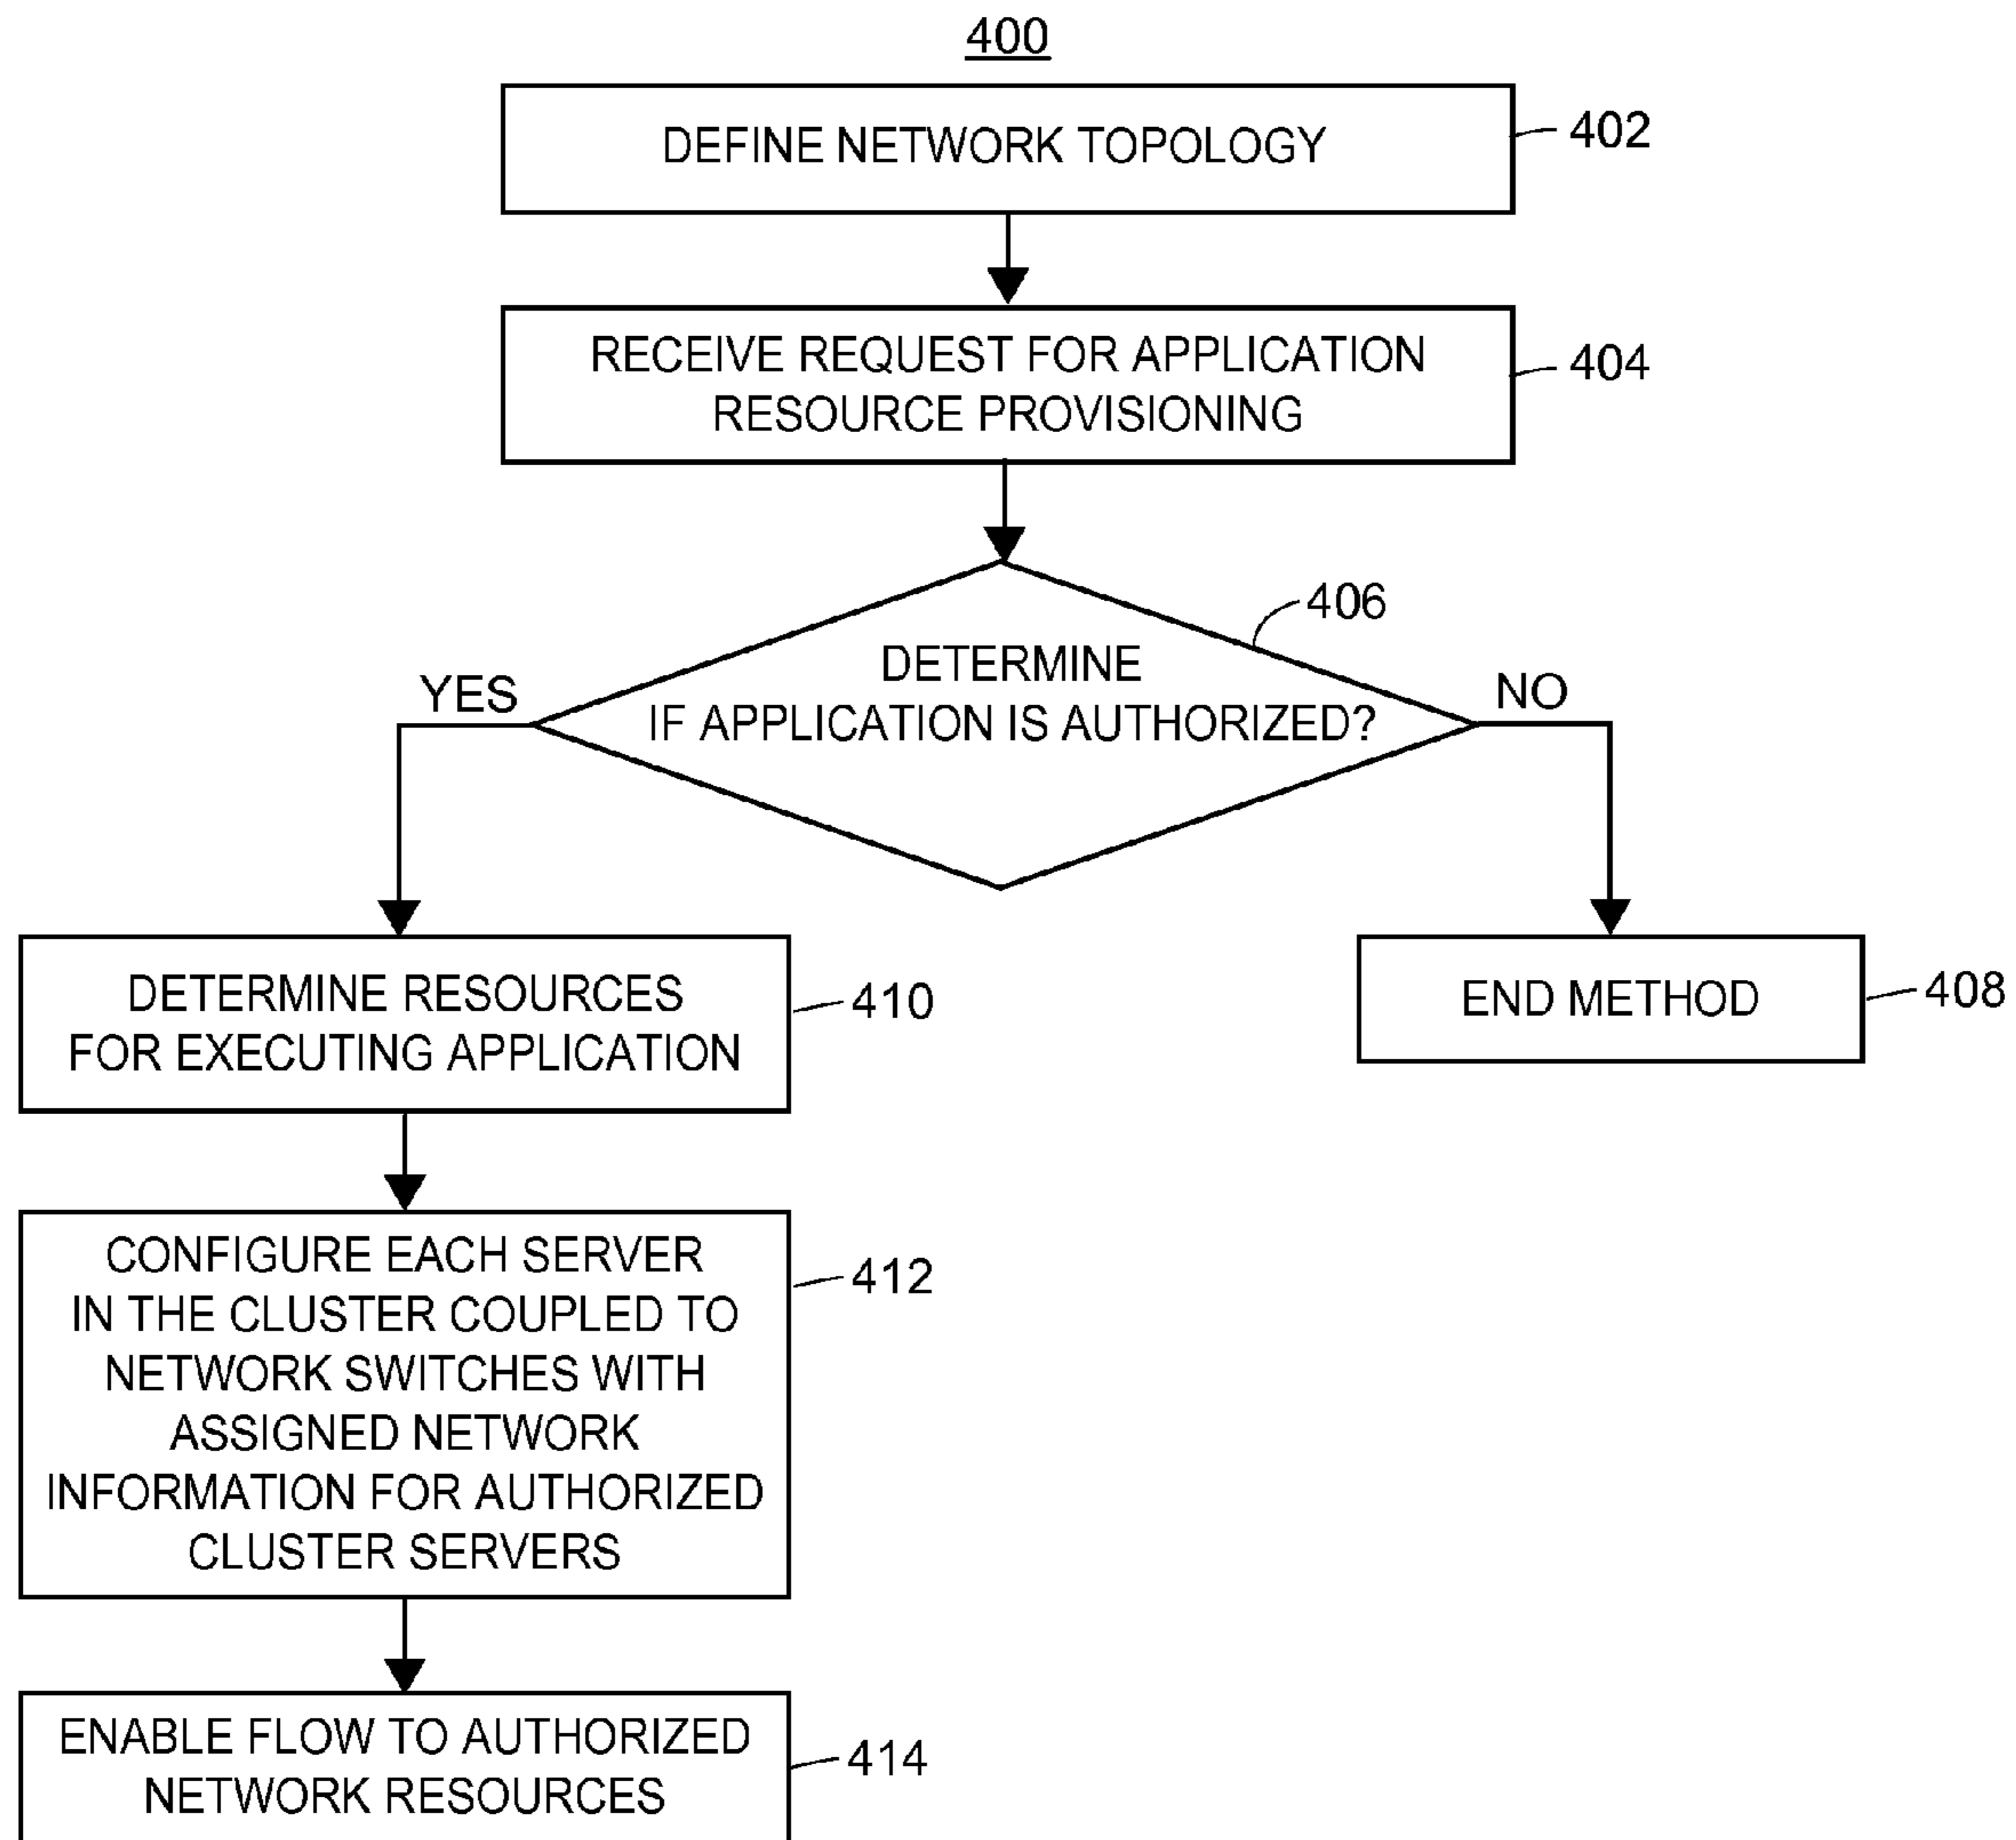 400
DEFINE NETWORK TOPOLOGY
402
RECEIVE REQUEST FOR APPLICATION
RESOURCE PROVISIONING
404
406
DETERMINE
IF APPLICATION IS AUTHORIZED?
YES
NO
DETERMINE RESOURCES
FOR EXECUTING APPLICATION
410
END METHOD
408
CONFIGURE EACH SERVER
IN THE CLUSTER COUPLED TO
NETWORK SWITCHES WITH
ASSIGNED NETWORK
INFORMATION FOR AUTHORIZED
CLUSTER SERVERS
412
ENABLE FLOW TO AUTHORIZED
NETWORK RESOURCES
414